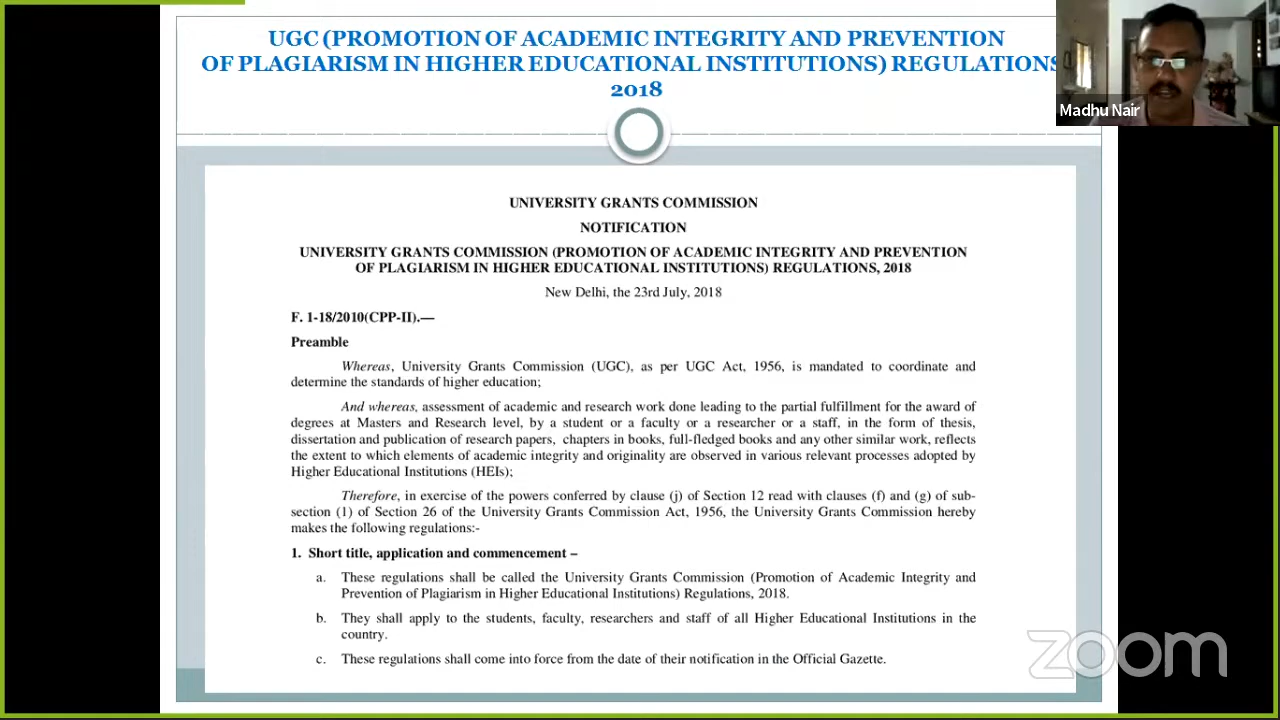 UGC (PROMOTION OF ACADEMIC INTEGRITY AND PREVENTION
OF PLAGIARISM IN HIGHER EDUCATIONAL INSTITUTIONS) REGULATIONS
2018
Madhu Nair
UNIVERSITY GRANTS COMMISSION
NOTIFICATION
UNIVERSITY GRANTS COMMISSION (PROMOTION OF ACADEMIC INTEGRITY AND PREVENTION
OF PLAGIARISM IN HIGHER EDUCATIONAL INSTITUTIONS) REGULATIONS, 2018
New Delhi, the 23rd July, 2018
F. 1-18/2010(CPP-II).—
Preamble
Whereas, University Grants Commission (UGC), as per UGC Act, 1956, is mandated to coordinate and
determine the standards of higher education;
And whereas, assessment of academic and research work done leading to the partial fulfillment for the award of
degrees at Masters and Research level, by a student or a faculty or a researcher or a staff, in the form of thesis,
dissertation and publication of research papers, chapters in books, full-fledged books and any other similar work, reflects
the extent to which elements of academic integrity and originality are observed in various relevant processes adopted by
Higher Educational Institutions (HEIs);
Therefore, in exercise of the powers conferred by clause (j) of Section 12 read with clauses (f) and (g) of sub-
section (1) of Section 26 of the University Grants Commission Act, 1956, the University Grants Commission hereby
makes the following regulations:-
1. Short title, application and commencement –
a. These regulations shall be called the University Grants Commission (Promotion of Academic Integrity and
Prevention of Plagiarism in Higher Educational Institutions) Regulations, 2018.
b. They shall apply to the students, faculty, researchers and staff of all Higher Educational Institutions in the
country.
c. These regulations shall come into force from the date of their notification in the Official Gazette.
zoom